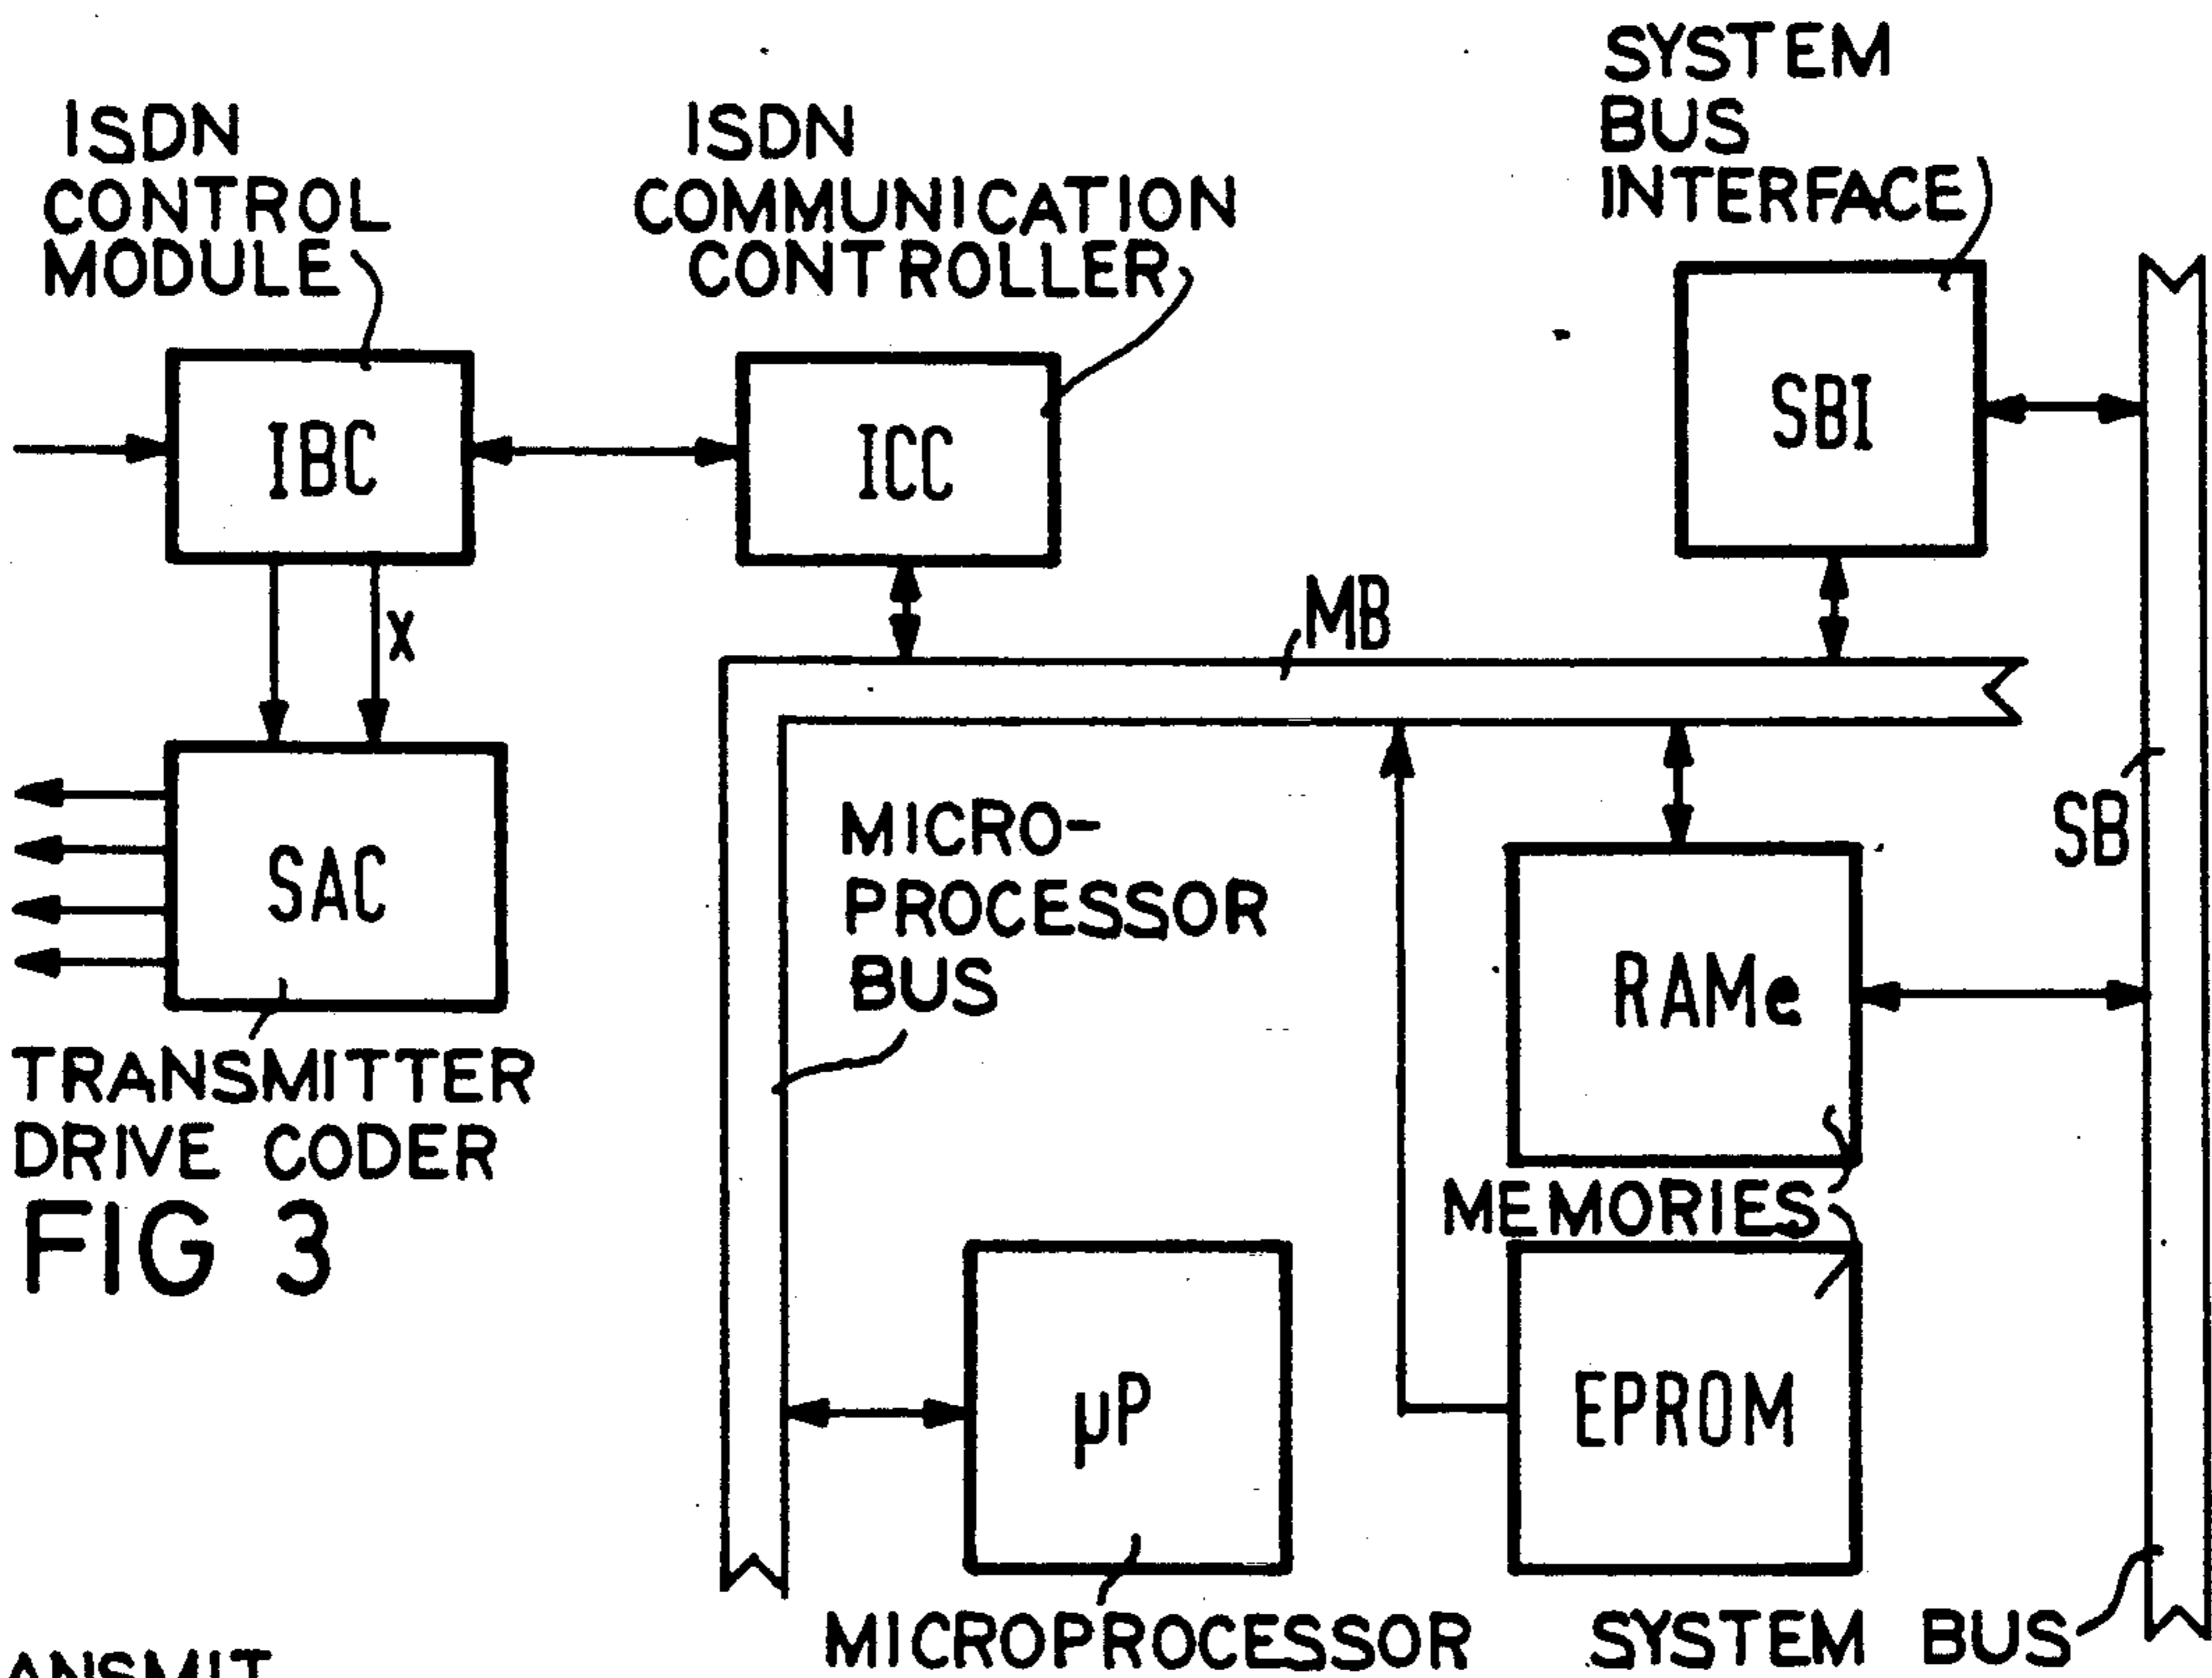 ISDN
CONTROL
MODULE
ISDN
COMMUNICATION
CONTROLLER
SYSTEM
BUS
INTERFACE
IBC
ICC
SBI
X
MB
SAC
MICRO-
PROCESSOR
BUS
SB
RAMe
TRANSMITTER
DRIVE CODER
FIG 3
MEMORIES
µP
EPROM
MICROPROCESSOR
SYSTEM BUS